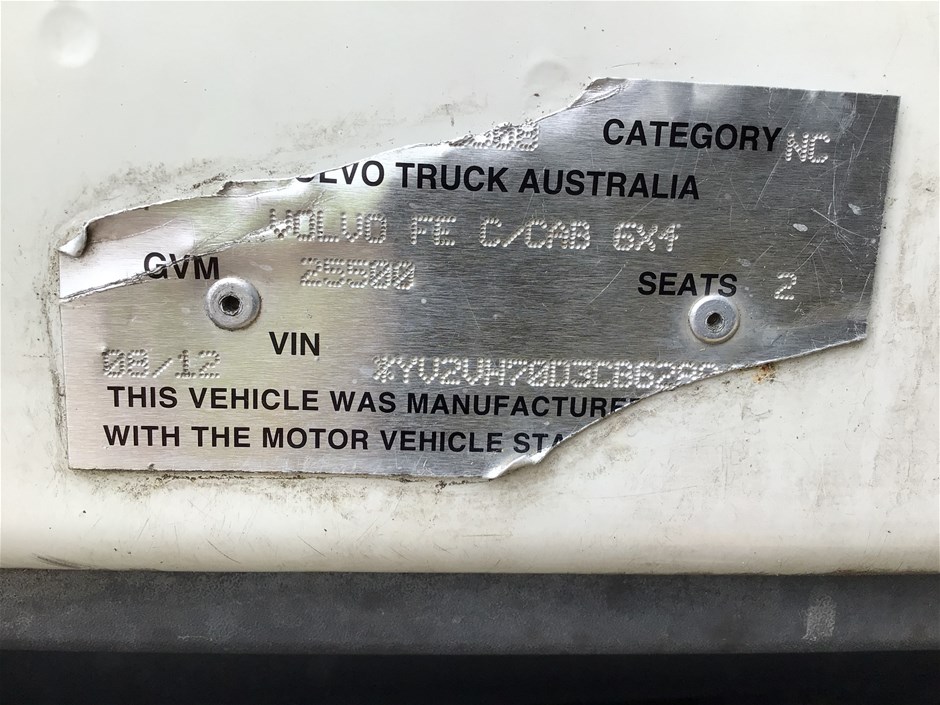 CATEGORY NC
VOLVO TRUCK AUSTRALIA
VOLVO FE C/CAB 6X4
GVM 25500 SEATS 2
VIN
08/12
THIS VEHICLE WAS MANUFACTURE
WITH THE MOTOR VEHICLE STA